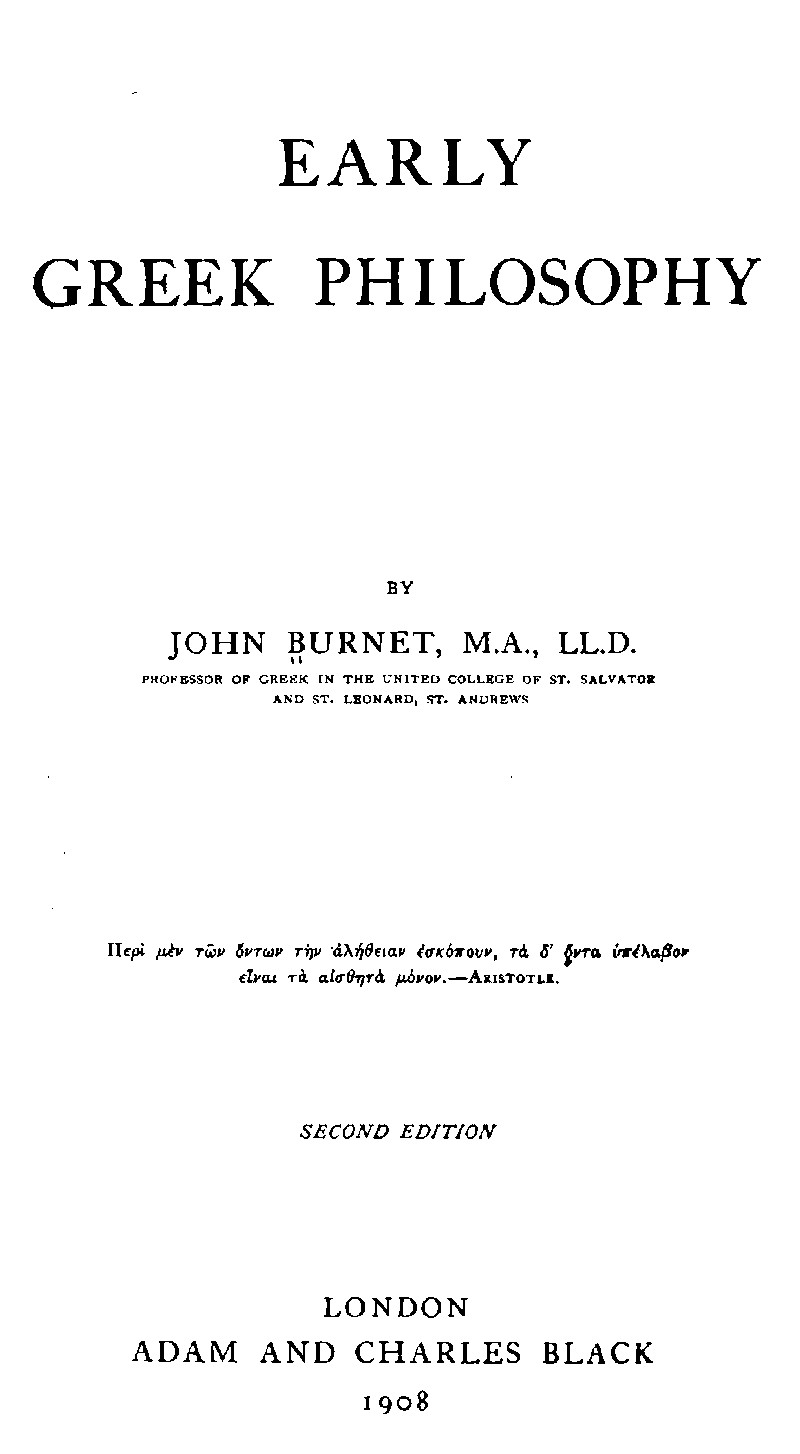 EARLY
GREEK PHILOSOPHY
BY
JOHN BURNET, M.A., LL.D.
PROFESSOR OF GREEK IN THE UNITED COLLEGE OF ST. SALVATOR
AND ST. LEONARD, ST. ANDREWS
Περὶ μὲν τῶν ὄντων τὴν ἀλήθειαν ἐσκόπουν, τὰ δ’ ὄντα ὑπέλαβον
εἶναι τὰ αἰσθητὰ μόνον.—ARISTOTLE.
SECOND EDITION
LONDON
ADAM AND CHARLES BLACK
1908